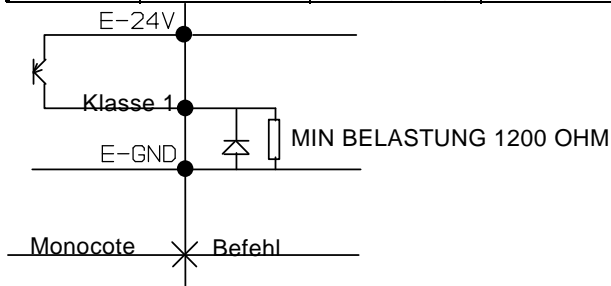 E-24V
Klasse 1
MIN BELASTUNG 1200 OHM
E-GND
Monocote Befehl